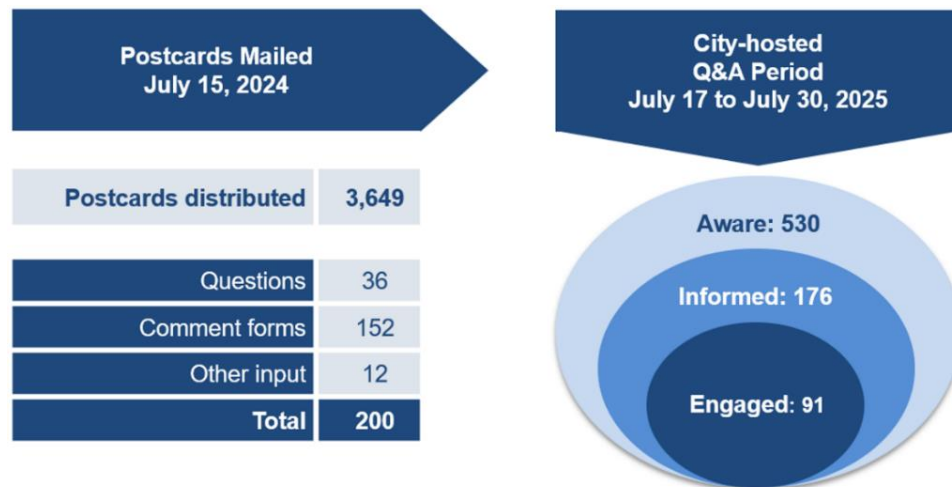 Postcards Mailed
July 15, 2024
Postcards distributed 3,649
Questions 36
Comment forms 152
Other input 12
Total 200
City-hosted
Q&A Period
July 17 to July 30, 2025
Aware: 530
Informed: 176
Engaged: 91